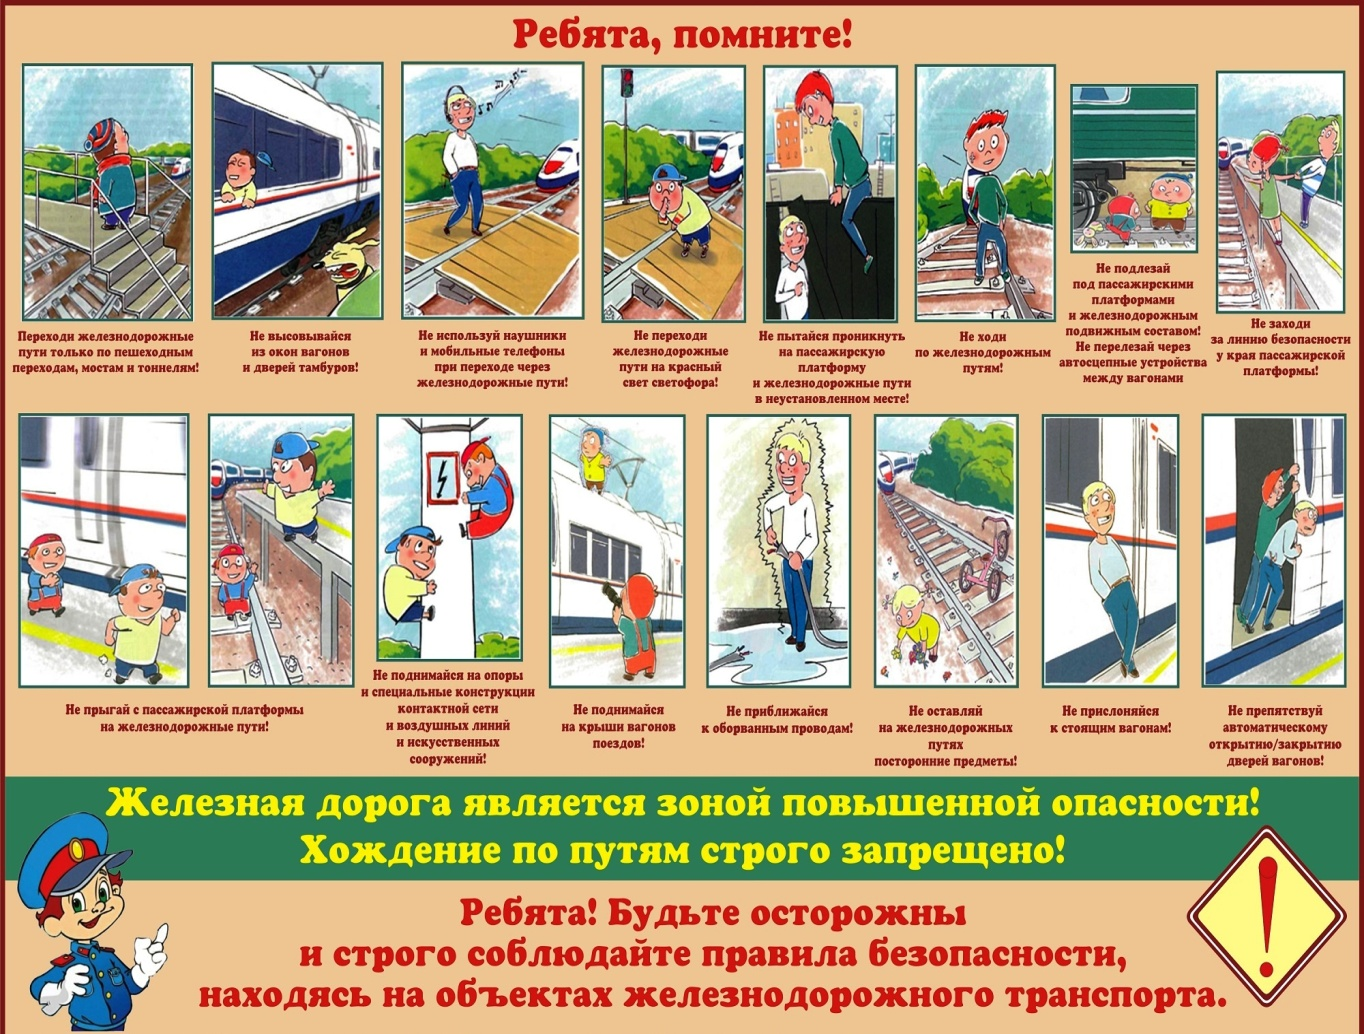 Ребята, помните!
Переходи железнодорожные
пути только по пешеходным
переходам, мостам и тоннелям!
Не высовывайся
из окон вагонов
и дверей тамбуров!
Не используй наушники
и мобильные телефоны
при переходе через
железнодорожные пути!
Не переходи
железнодорожные
пути на красный
свет светофора!
Не пытайся проникнуть
на пассажирскую
платформу
и железнодорожные пути
в неустановленном месте!
Не ходи
по железнодорожным
путям!
Не подлезай
под пассажирскими
платформами
и железнодорожным
подвижным составом!
Не перелезай через
автосцепные устройства
между вагонами
Не заходи
за линию безопасности
у края пассажирской
платформы!
Не прыгай с пассажирской платформы
на железнодорожные пути!
Не поднимайся на опоры
и специальные конструкции
контактной сети
и воздушных линий
и искусственных
сооружений!
Не поднимайся
на крыши вагонов
поездов!
Не приближайся
к оборванным проводам!
Не оставляй
на железнодорожных
путях
посторонние предметы!
Не прислоняйся
к стоящим вагонам!
Не препятствуй
автоматическому
открытию/закрытию
дверей вагонов!
Железная дорога является зоной повышенной опасности!
Хождение по путям строго запрещено!
Ребята! Будьте осторожны
и строго соблюдайте правила безопасности,
находясь на объектах железнодорожного транспорта.
!